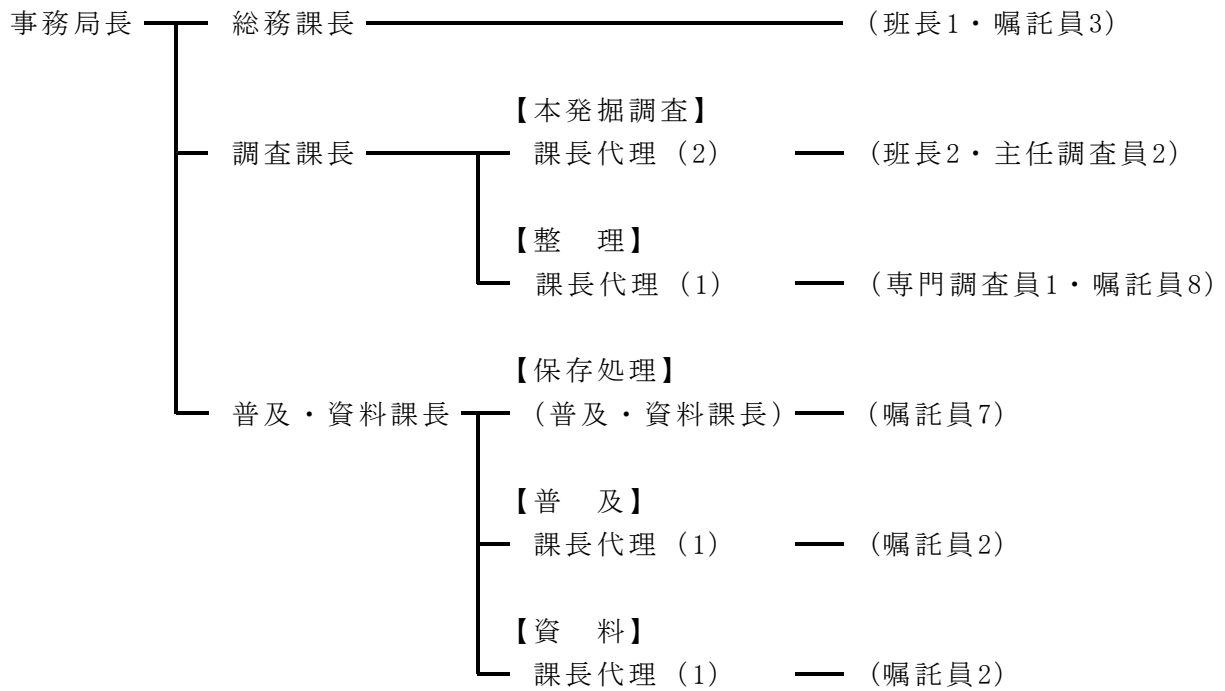 事務局長 総務課長 (班長1・嘱託員3)
【本発掘調査】
調査課長 課長代理 (2) (班長2・主任調査員2)
【整　理】
課長代理 (1) (専門調査員1・嘱託員8)
【保存処理】
普及・資料課長 (普及・資料課長) (嘱託員7)
【普　及】
課長代理 (1) (嘱託員2)
【資　料】
課長代理 (1) (嘱託員2)